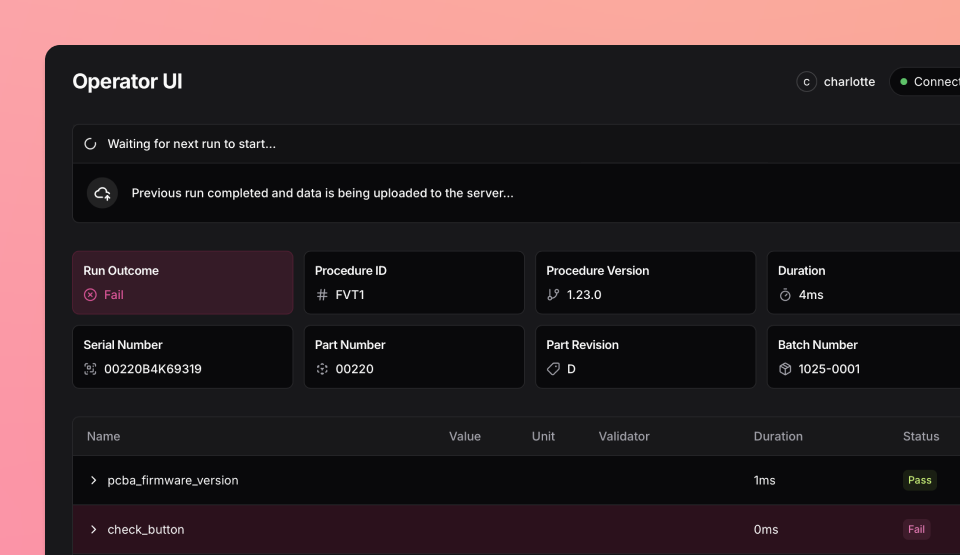 Operator UI
C charlotte
Connect
Waiting for next run to start...
Previous run completed and data is being uploaded to the server...
Run Outcome Procedure ID Procedure Version Duration
Fail FVT1 1.23.0 4ms
Serial Number Part Number Part Revision Batch Number
00220B4K69319 00220 D 1025-0001
Name Value Unit Validator Duration Status
pcba_firmware_version 1ms Pass
check_button 0ms Fail